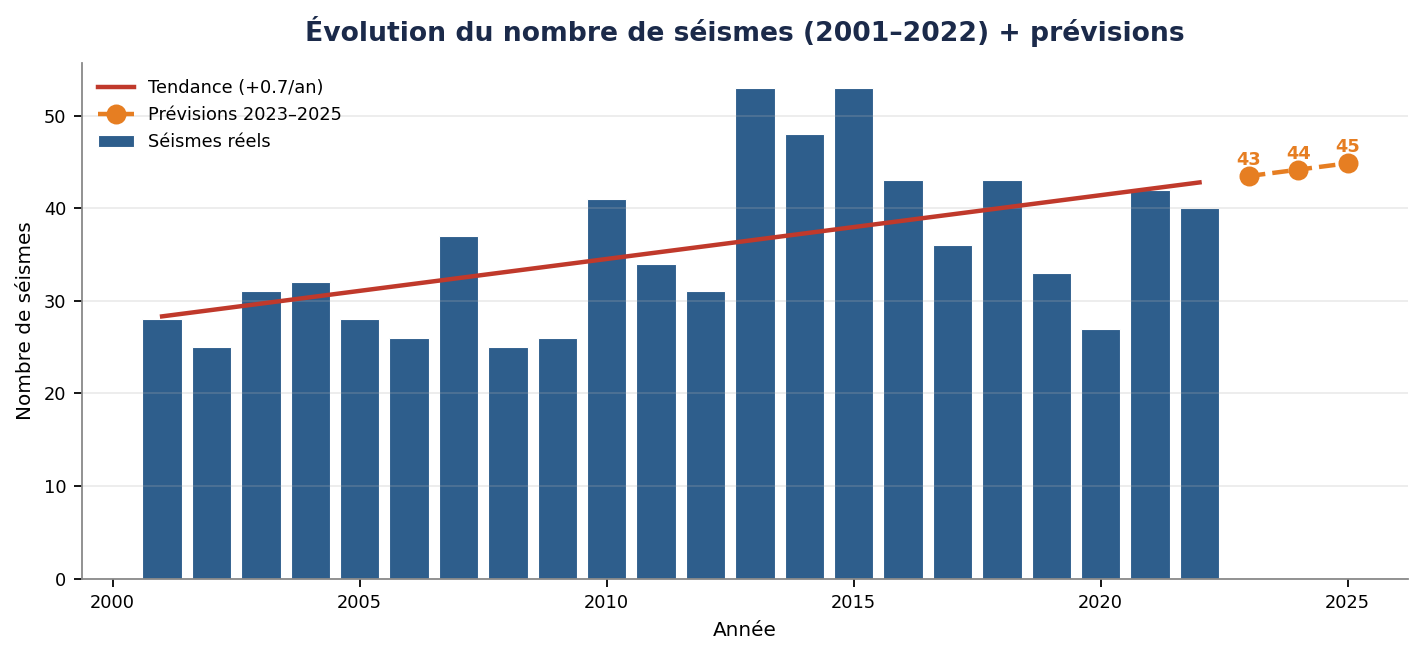 Évolution du nombre de séismes (2001–2022) + prévisions
Tendance (+0.7/an)
Prévisions 2023–2025
Séismes réels
Nombre de séismes
50
40
30
20
10
0
43
44
45
2000
2005
2010
2015
2020
2025
Année